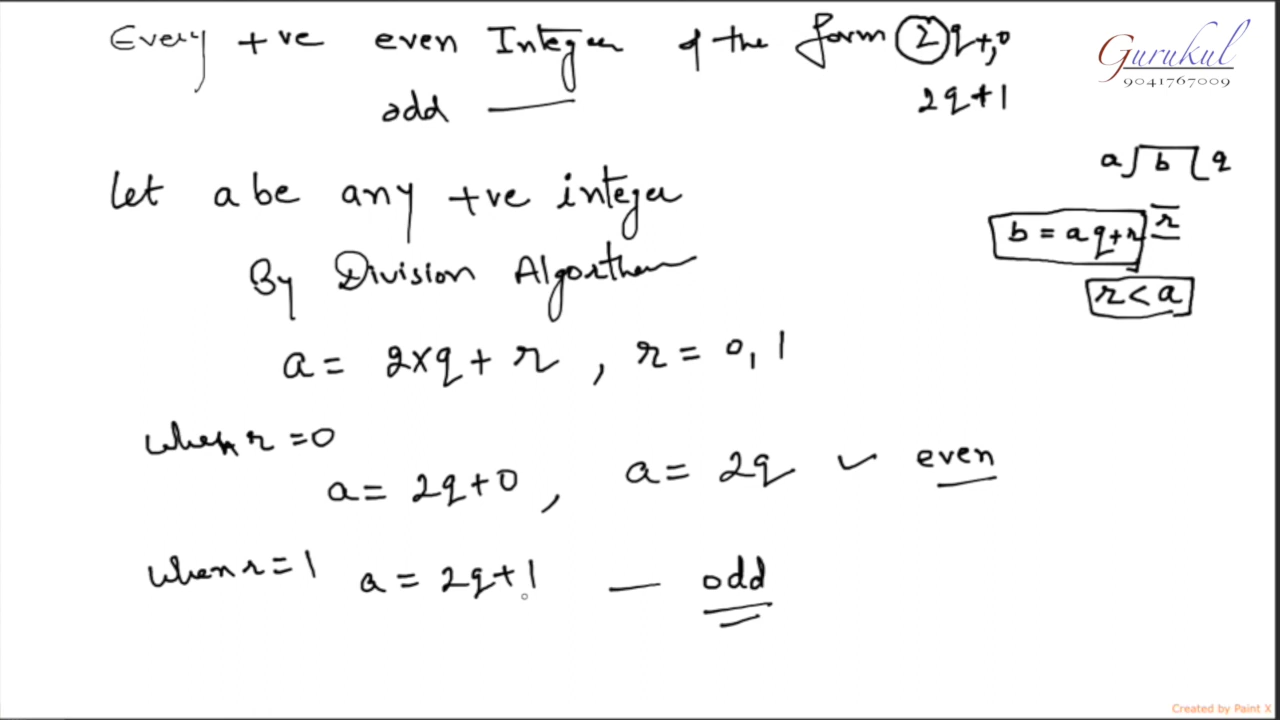 Every +ve even Integer of the form 2q+0
odd —— 2q+1
Gurukul
9041767009
a b q
r
b = aq+r
r < a
Let a be any +ve integer
By Division Algorthem
a = 2×q + r , r = 0, 1
when r = 0
a = 2q+0 , a = 2q ✓ even
when r = 1 a = 2q+1 — odd
Created by Paint X